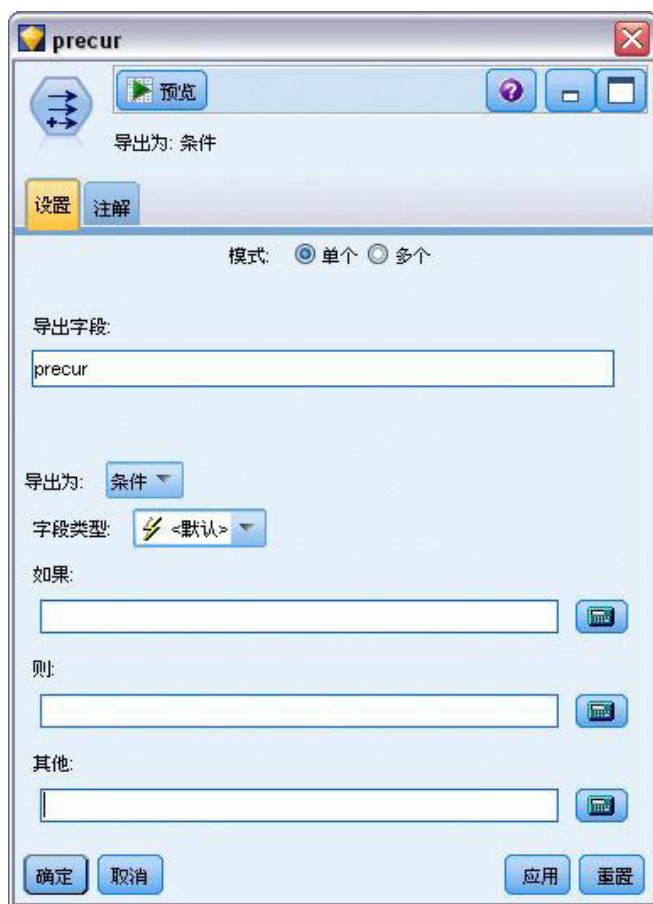 precur
预览
导出为: 条件
设置 注解
模式: 单个 多个
导出字段:
precur
导出为: 条件
字段类型: <默认>
如果:
则:
其他:
确定 取消 应用 重置